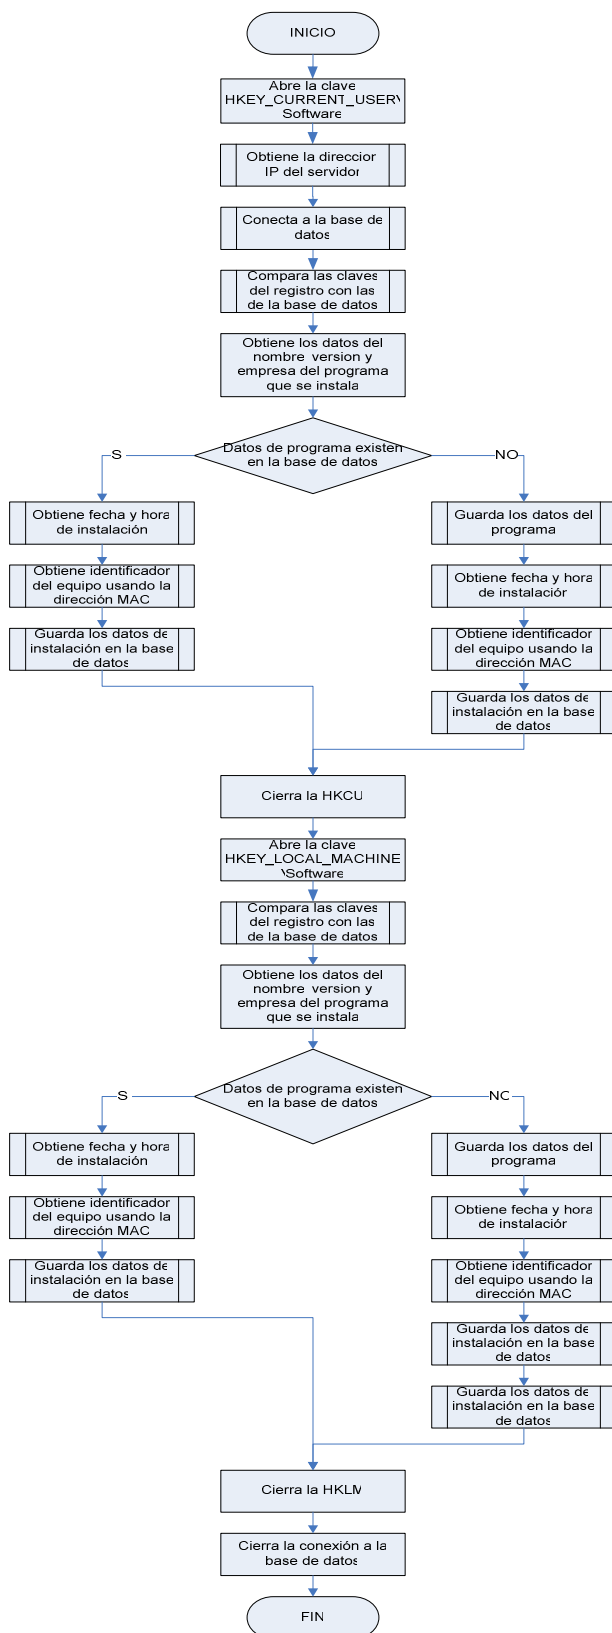 INICIO
Abre la clave
HKEY_CURRENT_USER\
Software
Obtiene la direccior
IP del servidor
Conecta a la base de
datos
Compara las claves
del registro con las
de la base de datos
Obtiene los datos del
nombre version y
empresa del programa
que se instala
Datos de programa existen
en la base de datos
S
NO
Obtiene fecha y hora
de instalación
Obtiene identificador
del equipo usando la
dirección MAC
Guarda los datos de
instalación en la base
de datos
Guarda los datos del
programa
Obtiene fecha y hora
de instalaciór
Obtiene identificador
del equipo usando la
dirección MAC
Guarda los datos de
instalación en la base
de datos
Cierra la HKCU
Abre la clave
HKEY_LOCAL_MACHINE
\Software
Compara las claves
del registro con las
de la base de datos
Obtiene los datos del
nombre version y
empresa del programa
que se instala
Datos de programa existen
en la base de datos
S
NO
Obtiene fecha y hora
de instalación
Obtiene identificador
del equipo usando la
dirección MAC
Guarda los datos de
instalación en la base
de datos
Guarda los datos del
programa
Obtiene fecha y hora
de instalaciór
Obtiene identificador
del equipo usando la
dirección MAC
Guarda los datos de
instalación en la base
de datos
Guarda los datos de
instalación en la base
de datos
Cierra la HKLM
Cierra la conexión a la
base de datos
FIN